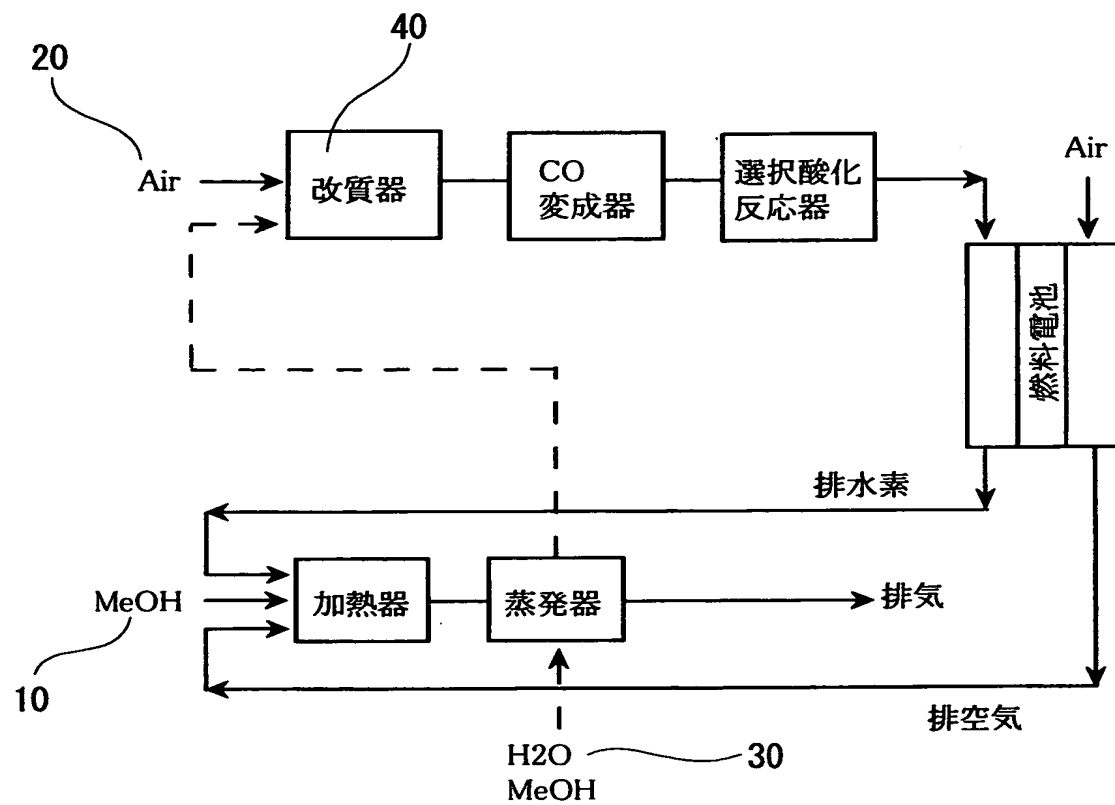 40
20
Air
改質器
CO
変成器
選択酸化
反応器
Air
燃料電池
排水素
MeOH
加熱器
蒸発器
排気
10
排空気
H2O
MeOH
30